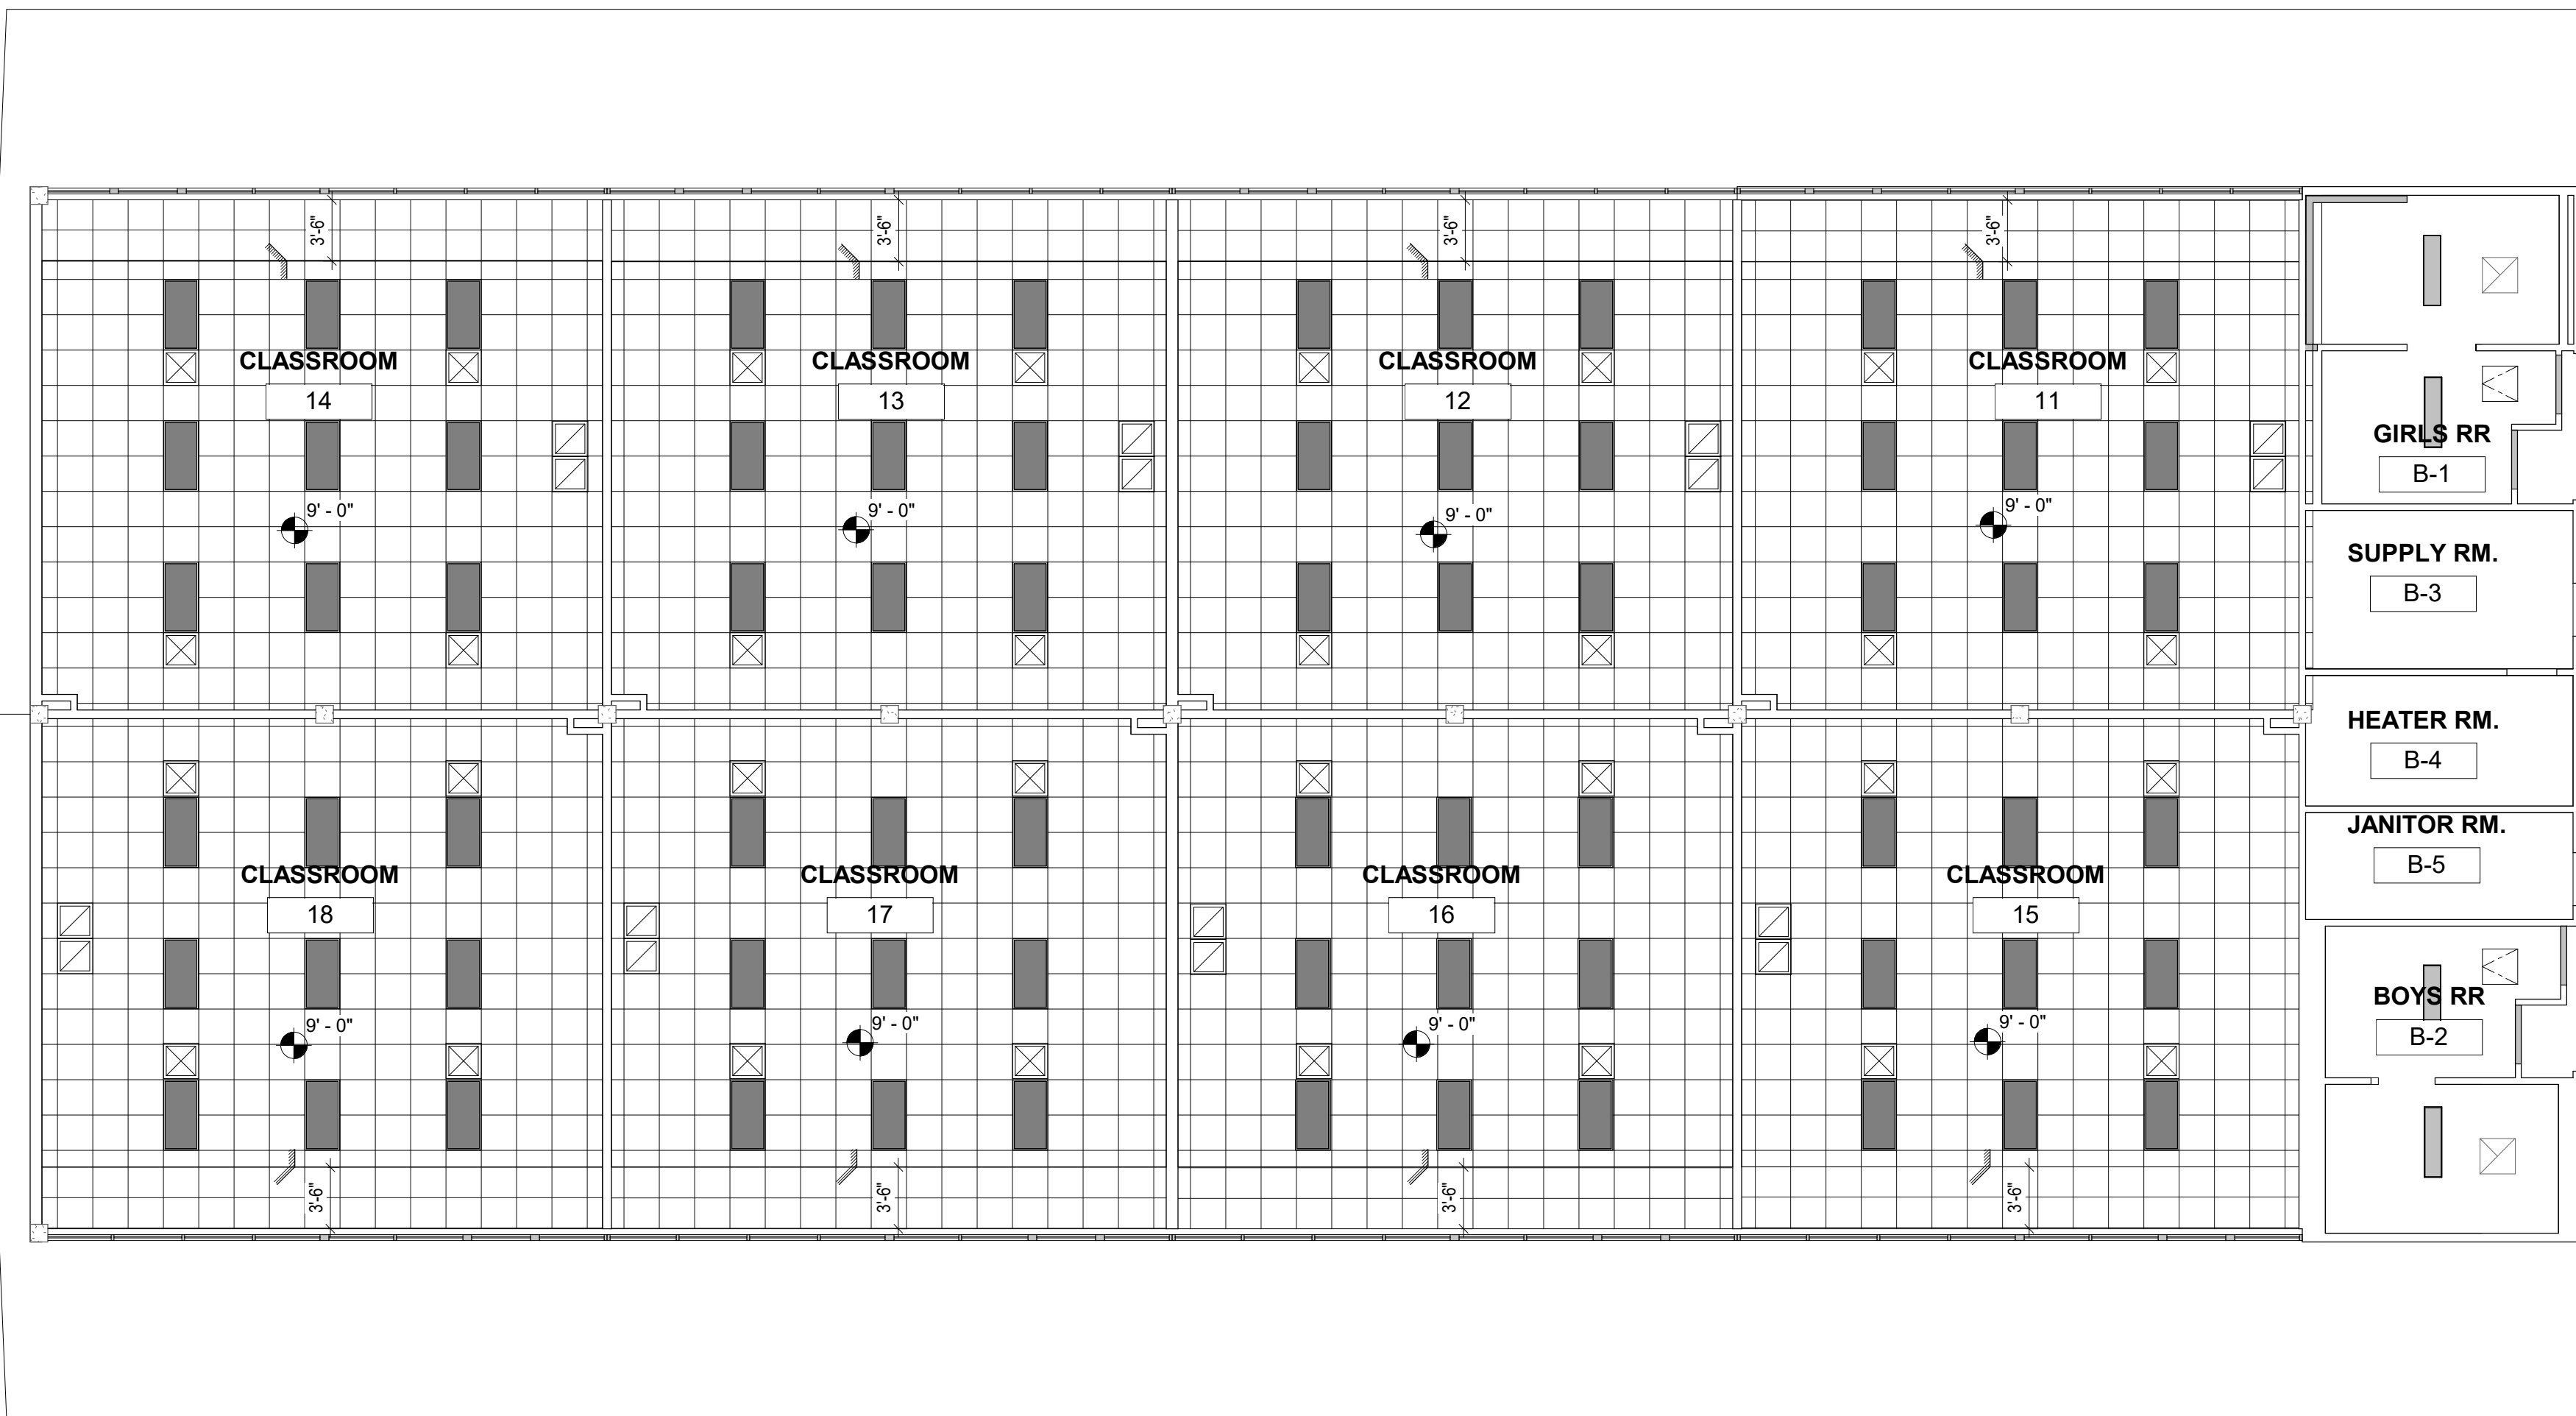 3'-6"
3'-6"
3'-6"
3'-6"
CLASSROOM
14
CLASSROOM
13
CLASSROOM
12
CLASSROOM
11
GIRLS RR
B-1
9' - 0"
9' - 0"
9' - 0"
9' - 0"
SUPPLY RM.
B-3
HEATER RM.
B-4
JANITOR RM.
B-5
CLASSROOM
18
CLASSROOM
17
CLASSROOM
16
CLASSROOM
15
BOYS RR
B-2
9' - 0"
9' - 0"
9' - 0"
9' - 0"
3'-6"
3'-6"
3'-6"
3'-6"